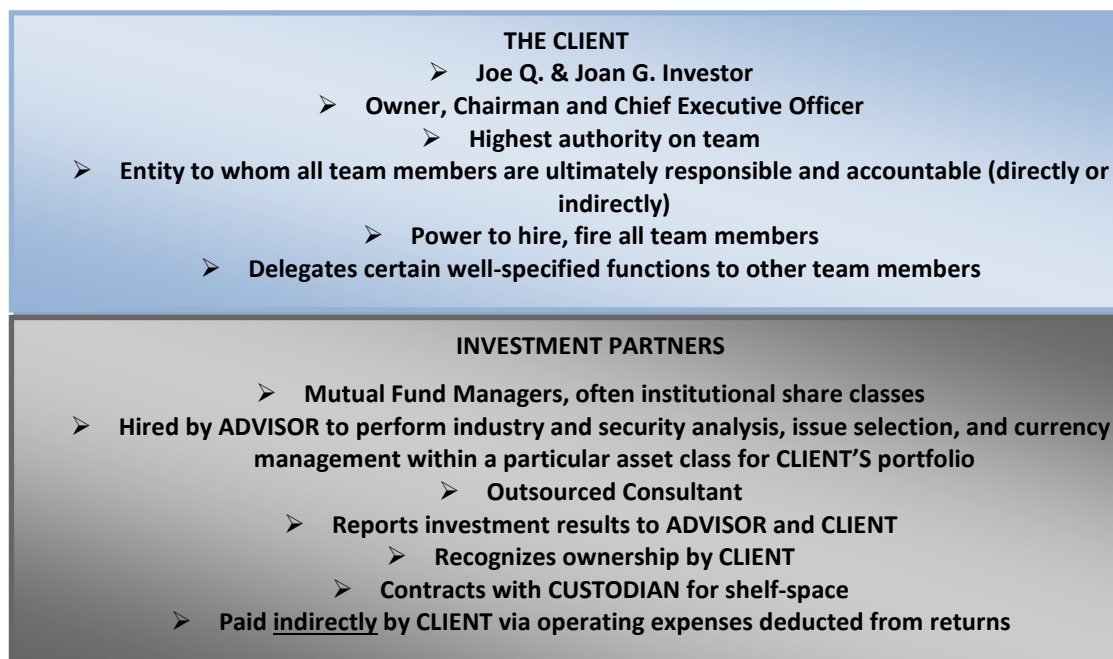 THE CLIENT
➢ Joe Q. & Joan G. Investor
➢ Owner, Chairman and Chief Executive Officer
➢ Highest authority on team
➢ Entity to whom all team members are ultimately responsible and accountable (directly or
indirectly)
➢ Power to hire, fire all team members
➢ Delegates certain well-specified functions to other team members
INVESTMENT PARTNERS
➢ Mutual Fund Managers, often institutional share classes
➢ Hired by ADVISOR to perform industry and security analysis, issue selection, and currency
management within a particular asset class for CLIENT’S portfolio
➢ Outsourced Consultant
➢ Reports investment results to ADVISOR and CLIENT
➢ Recognizes ownership by CLIENT
➢ Contracts with CUSTODIAN for shelf-space
➢ Paid indirectly by CLIENT via operating expenses deducted from returns